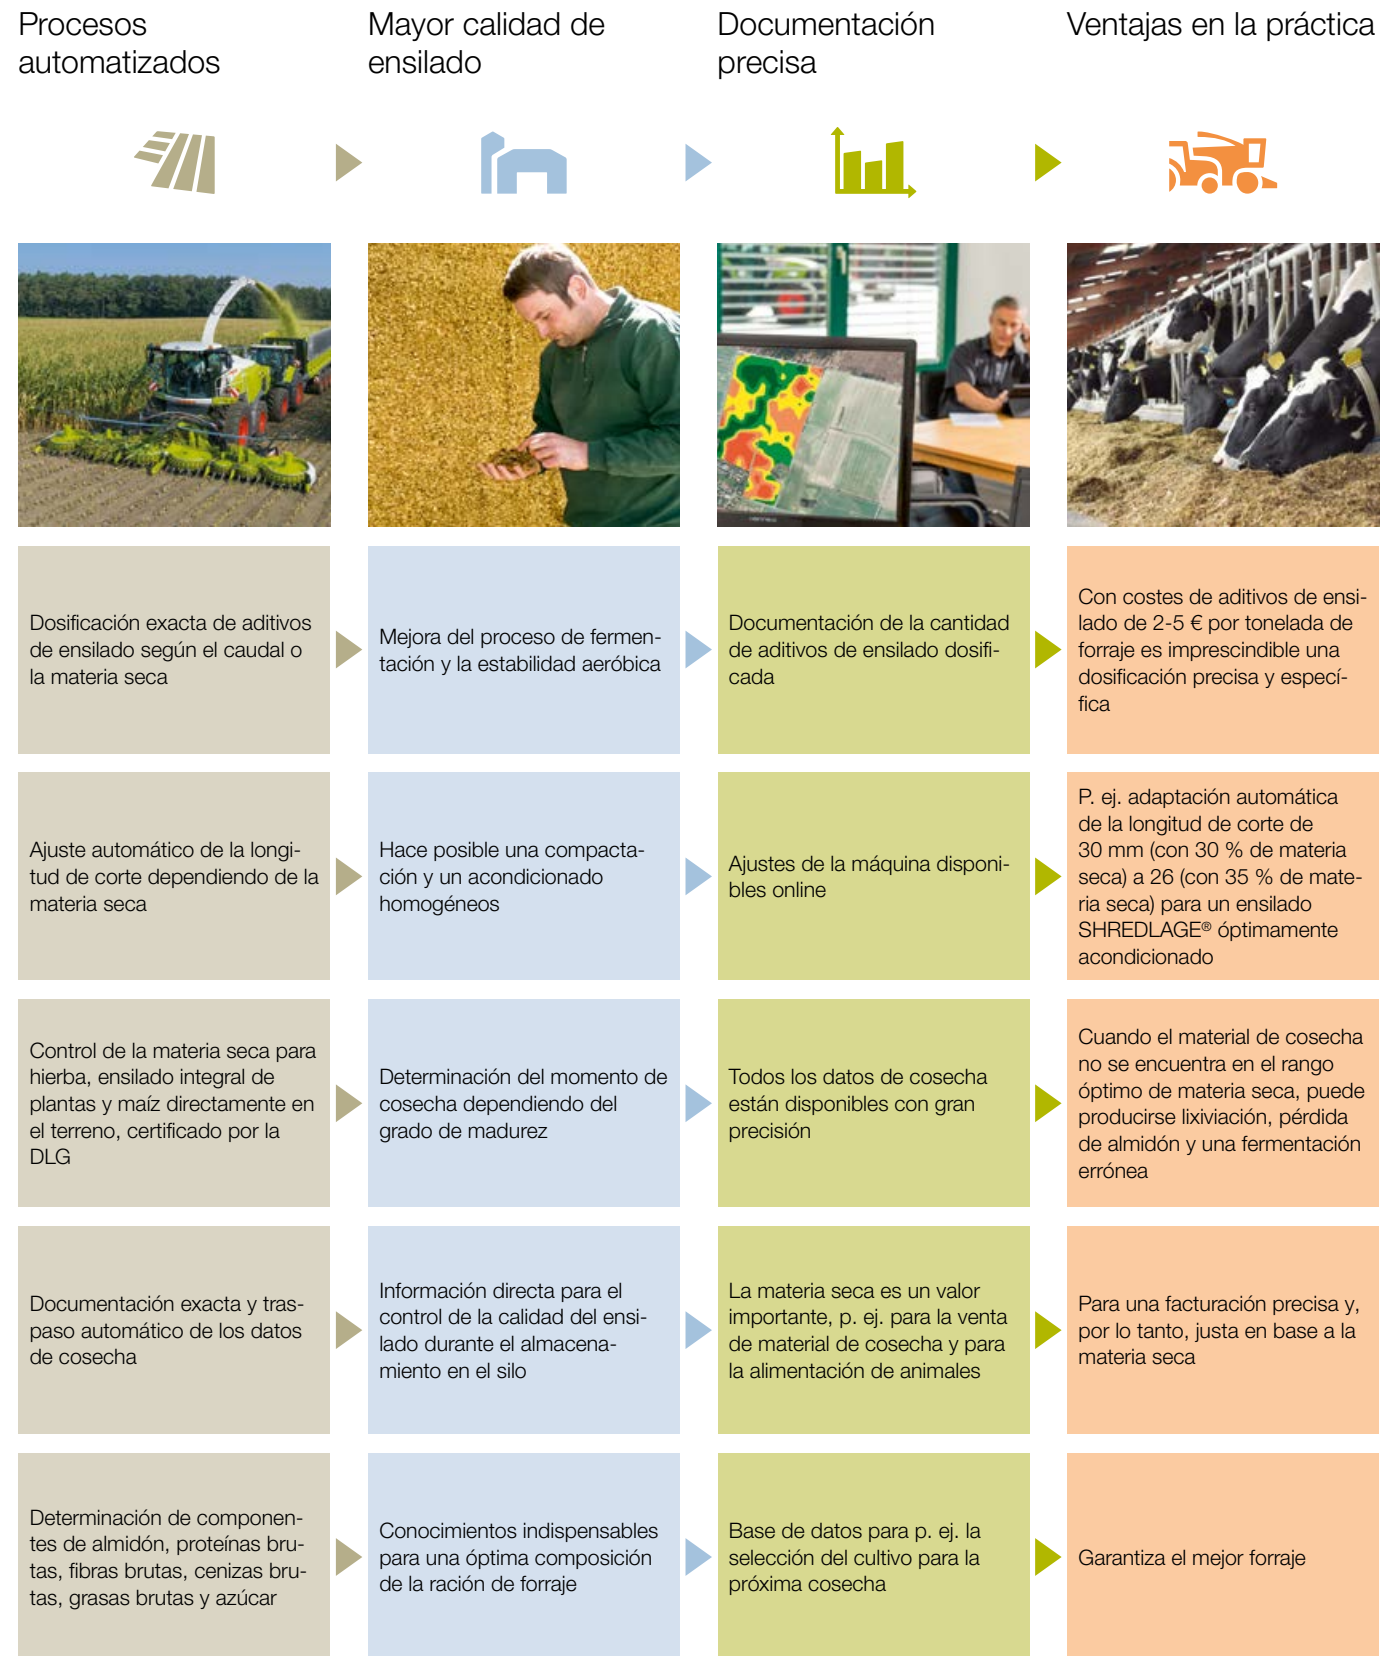 Procesos
automatizados
Mayor calidad de
ensilado
Documentación
precisa
Ventajas en la práctica
Dosificación exacta de aditivos
de ensilado según el caudal o
la materia seca
Mejora del proceso de fermen-
tación y la estabilidad aeróbica
Documentación de la cantidad
de aditivos de ensilado dosifi-
cada
Con costes de aditivos de ensi-
lado de 2-5 € por tonelada de
forraje es imprescindible una
dosificación precisa y especí-
fica
Ajuste automático de la longi-
tud de corte dependiendo de la
materia seca
Hace posible una compacta-
ción y un acondicionado
homogéneos
Ajustes de la máquina disponi-
bles online
P. ej. adaptación automática
de la longitud de corte de
30 mm (con 30 % de materia
seca) a 26 (con 35 % de mate-
ria seca) para un ensilado
SHREDLAGE® óptimamente
acondicionado
Control de la materia seca para
hierba, ensilado integral de
plantas y maíz directamente en
el terreno, certificado por la
DLG
Determinación del momento de
cosecha dependiendo del
grado de madurez
Todos los datos de cosecha
están disponibles con gran
precisión
Cuando el material de cosecha
no se encuentra en el rango
óptimo de materia seca, puede
producirse lixiviación, pérdida
de almidón y una fermentación
errónea
Documentación exacta y tras-
paso automático de los datos
de cosecha
Información directa para el
control de la calidad del ensi-
lado durante el almacena-
miento en el silo
La materia seca es un valor
importante, p. ej. para la venta
de material de cosecha y para
la alimentación de animales
Para una facturación precisa y,
por lo tanto, justa en base a la
materia seca
Determinación de componen-
tes de almidón, proteínas bru-
tas, fibras brutas, cenizas bru-
tas, grasas brutas y azúcar
Conocimientos indispensables
para una óptima composición
de la ración de forraje
Base de datos para p. ej. la
selección del cultivo para la
próxima cosecha
Garantiza el mejor forraje